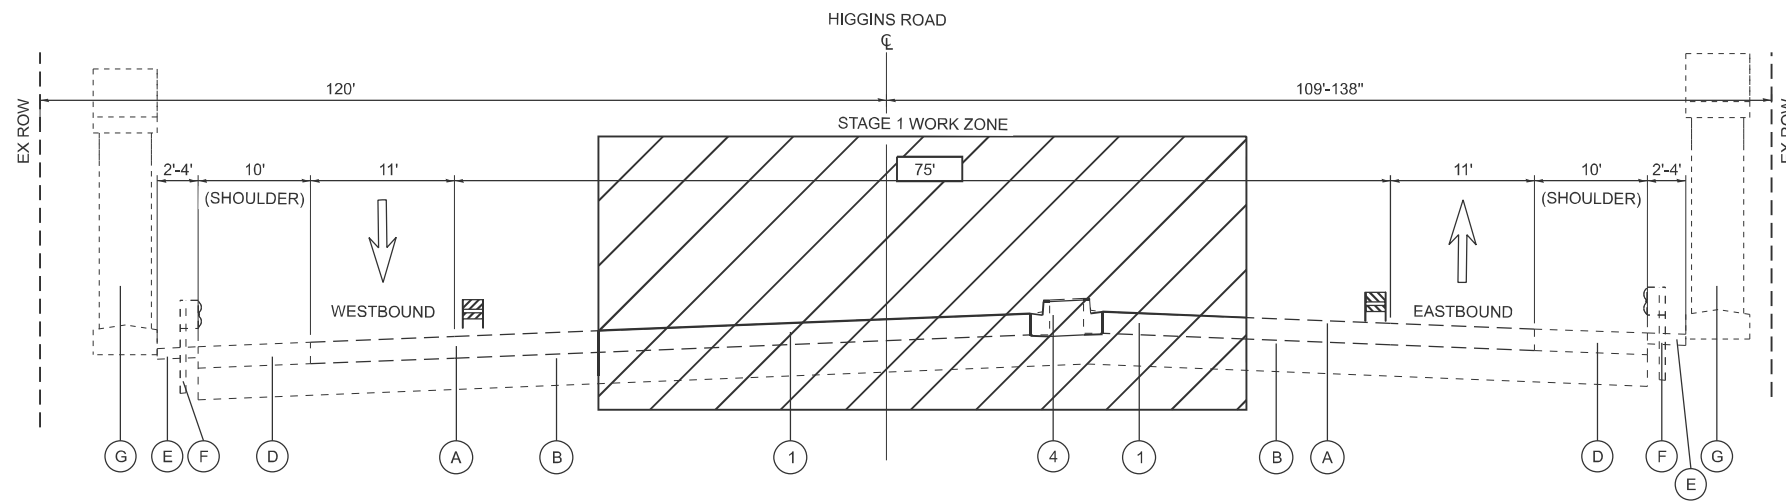 HIGGINS ROAD
℄
120'
109'-138"
EX ROW
EX ROW
STAGE 1 WORK ZONE
2'-4'
10'
11'
75'
11'
10'
2'-4'
(SHOULDER)
(SHOULDER)
WESTBOUND
EASTBOUND
G
E
F
D
A
B
1
4
1
B
A
D
F
G
E